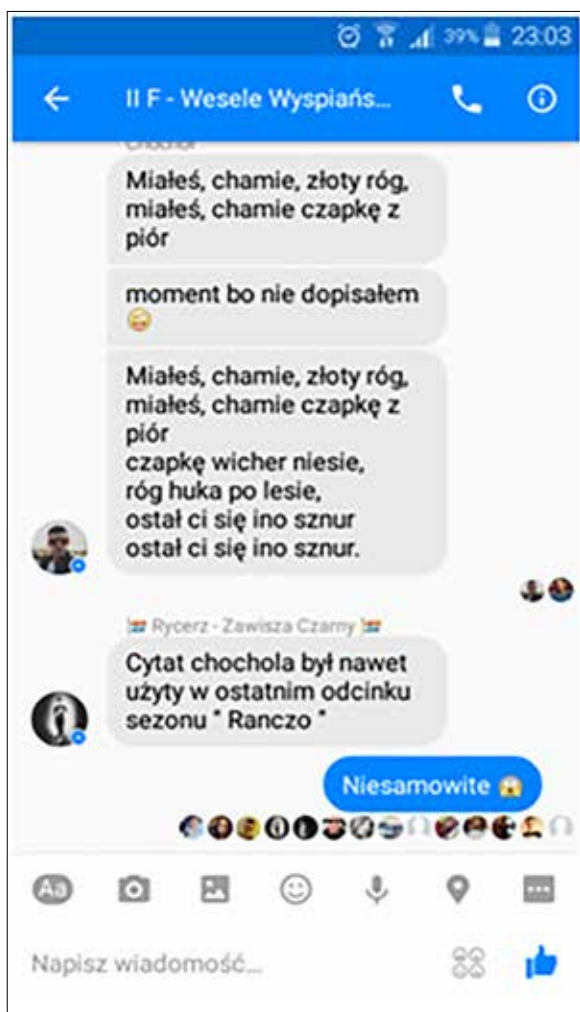 39% 23:03
II F - Wesele Wyspiańs...
Chochoł
Miałeś, chamie, złoty róg,
miałeś, chamie czapkę z
piór
moment bo nie dopisałem
Miałeś, chamie, złoty róg,
miałeś, chamie czapkę z
piór
czapkę wicher niesie,
róg huka po lesie,
ostał ci się ino sznur
ostał ci się ino sznur.
Rycerz - Zawisza Czarny
Cytat chochola był nawet
użyty w ostatnim odcinku
sezonu " Ranczo "
Niesamowite
Aa
Napisz wiadomość...